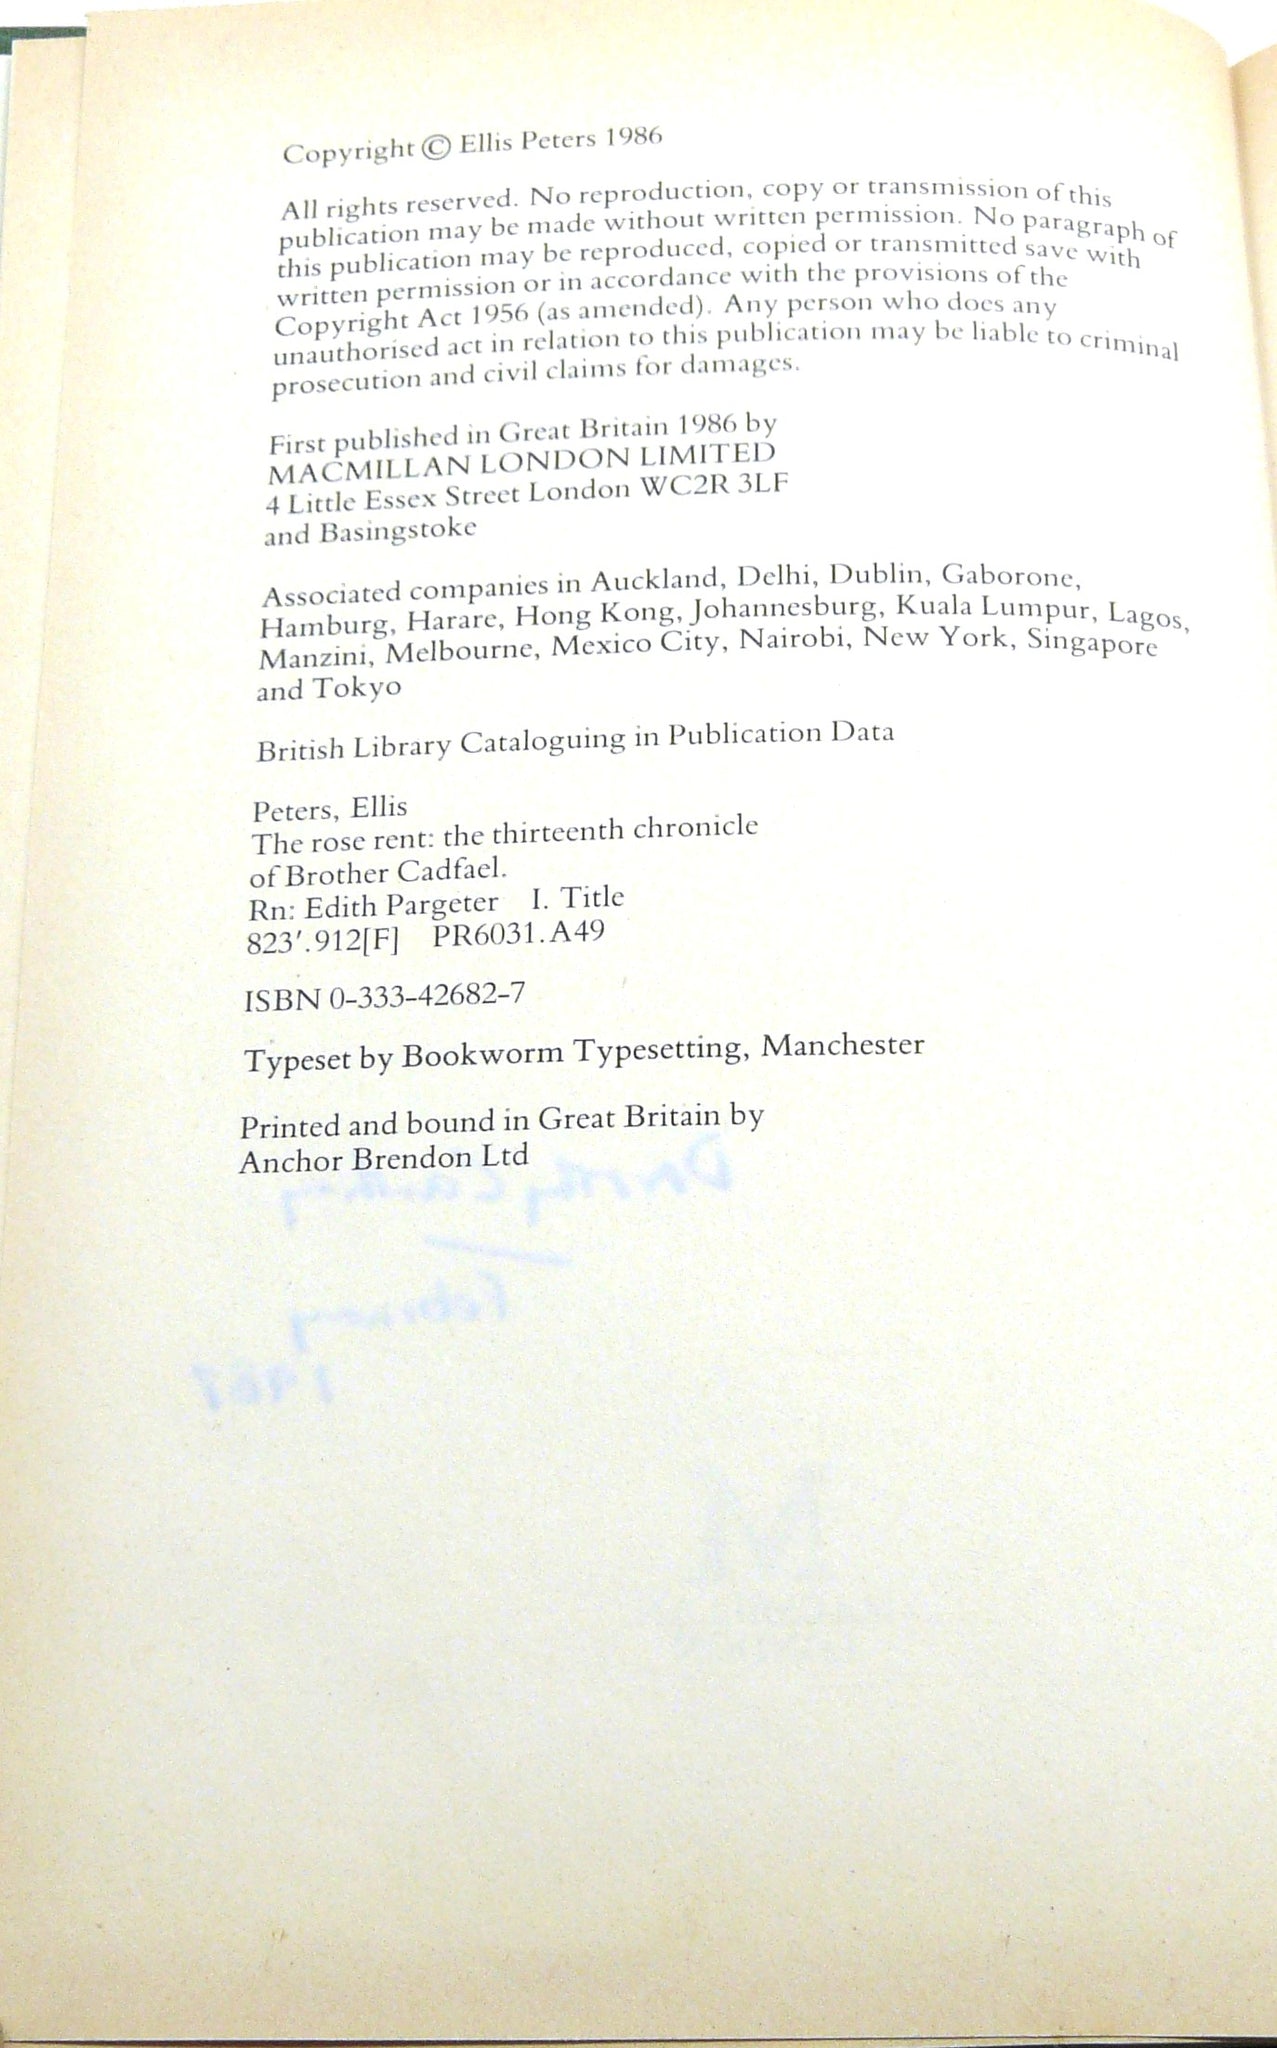 Copyright © Ellis Peters 1986
All rights reserved. No reproduction, copy or transmission of this
publication may be made without written permission. No paragraph of
this publication may be reproduced, copied or transmitted save with
written permission or in accordance with the provisions of the
Copyright Act 1956 (as amended). Any person who does any
unauthorised act in relation to this publication may be liable to criminal
prosecution and civil claims for damages.
First published in Great Britain 1986 by
MACMILLAN LONDON LIMITED
4 Little Essex Street London WC2R 3LF
and Basingstoke
Associated companies in Auckland, Delhi, Dublin, Gaborone,
Hamburg, Harare, Hong Kong, Johannesburg, Kuala Lumpur, Lagos,
Manzini, Melbourne, Mexico City, Nairobi, New York, Singapore
and Tokyo
British Library Cataloguing in Publication Data
Peters, Ellis
The rose rent: the thirteenth chronicle
of Brother Cadfael.
Rn: Edith Pargeter I. Title
823'.912[F] PR6031.A49
ISBN 0-333-42682-7
Typeset by Bookworm Typesetting, Manchester
Printed and bound in Great Britain by
Anchor Brendon Ltd
February